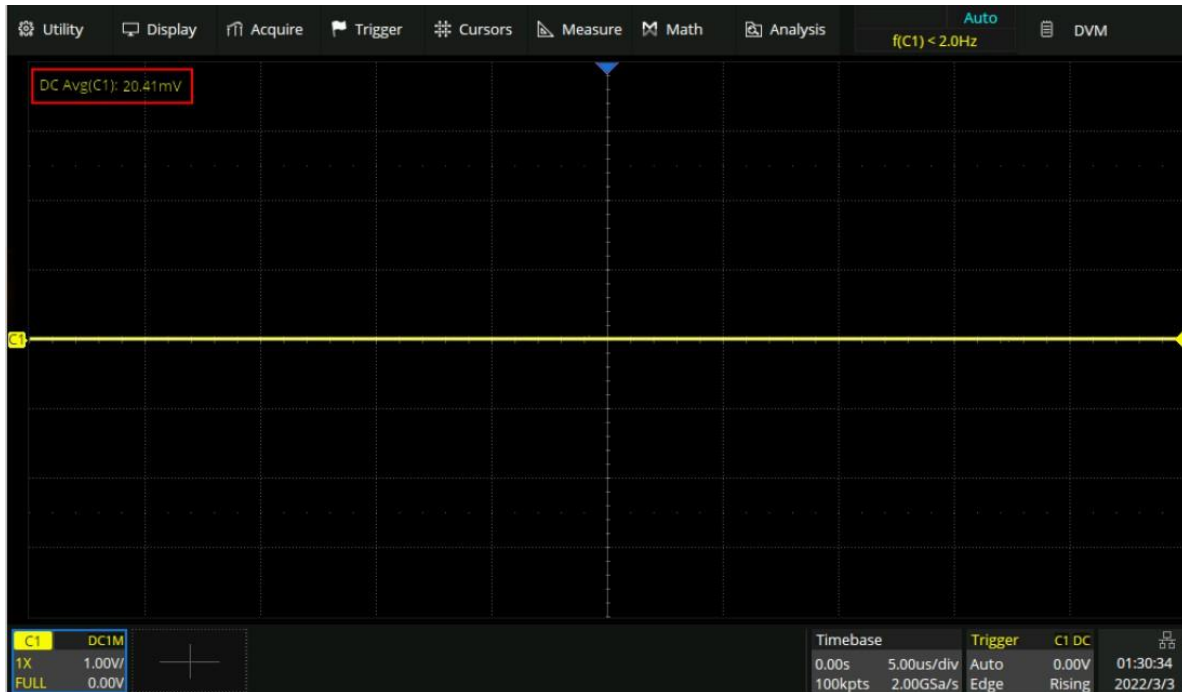 Utility Display Acquire Trigger Cursors Measure Math Analysis Auto DVM
f(C1) < 2.0Hz
DC Avg(C1): 20.41mV
C1
C1 DC1M
1X 1.00V/
FULL 0.00V
Timebase
0.00s 5.00us/div
100kpts 2.00GSa/s
Trigger C1 DC
Auto 0.00V
Edge Rising
01:30:34
2022/3/3